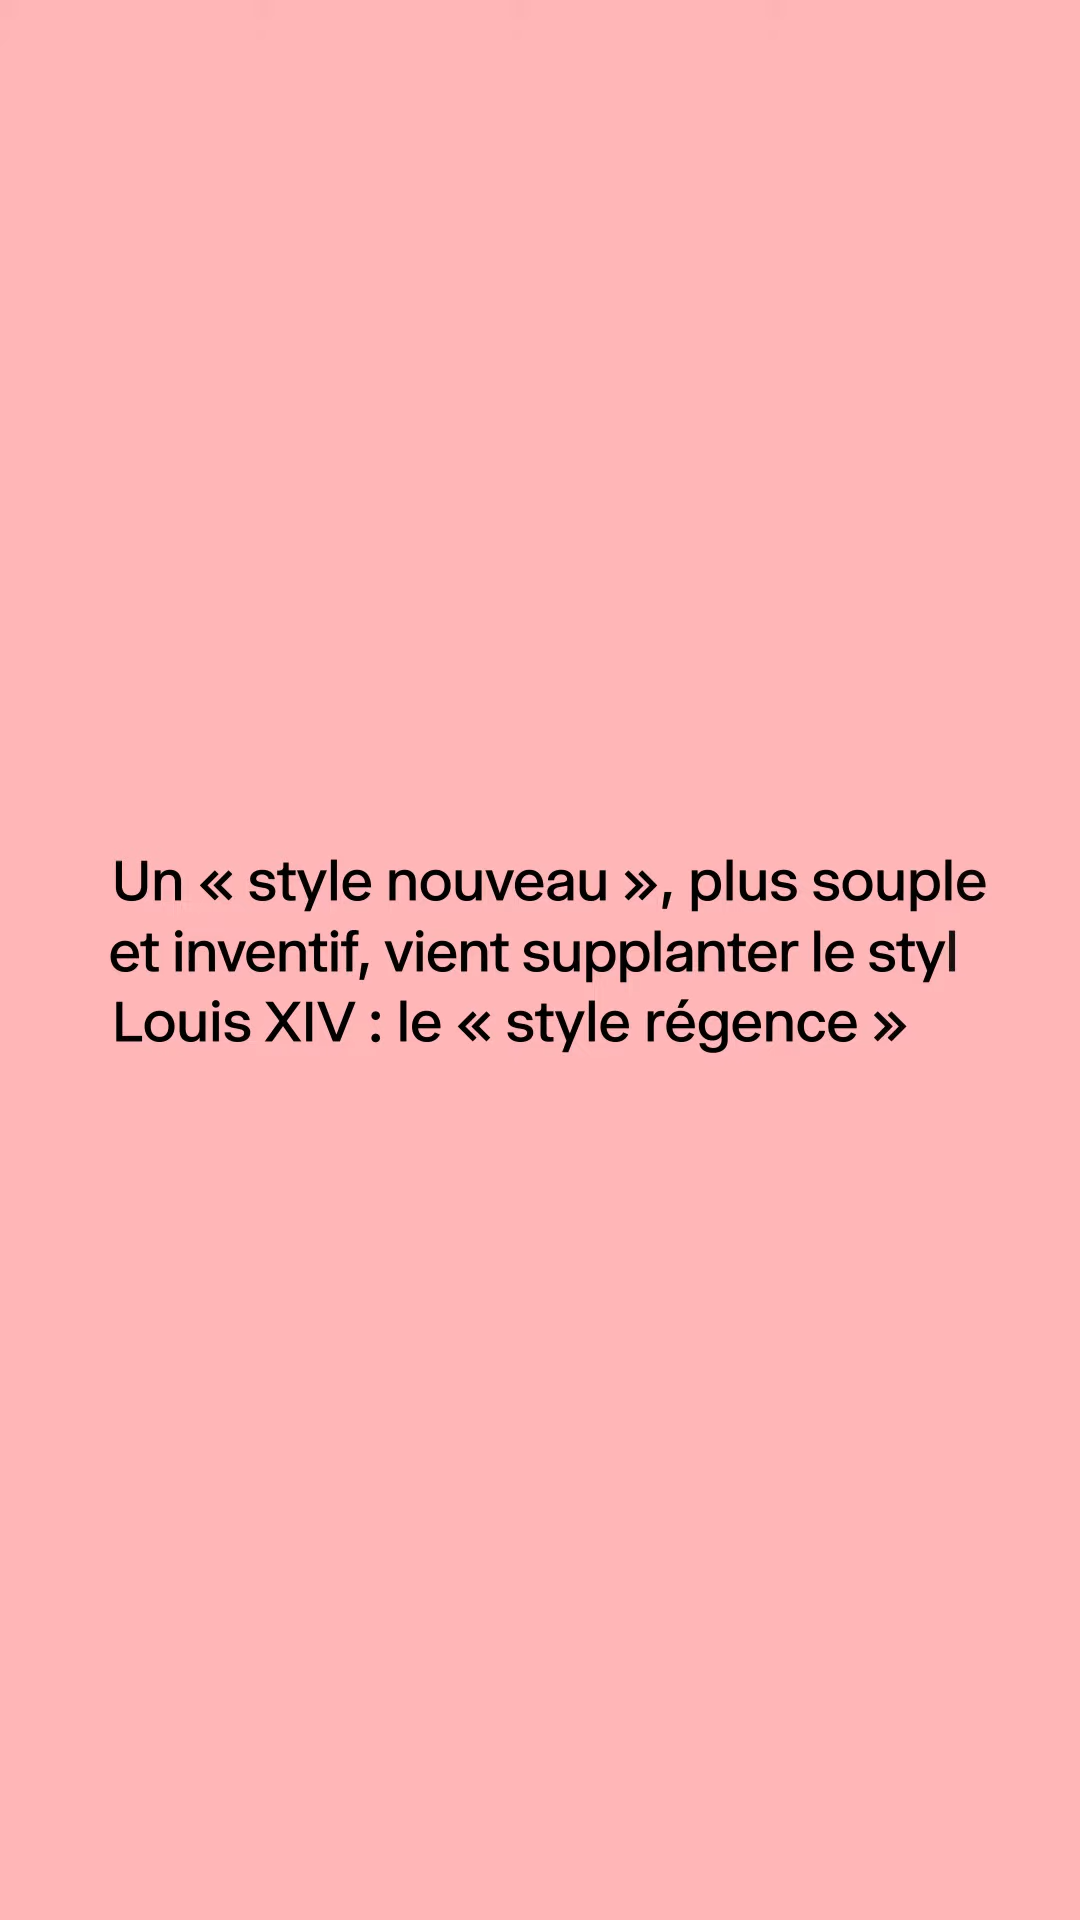 Un « style nouveau », plus souple
et inventif, vient supplanter le styl
Louis XIV : le « style régence »